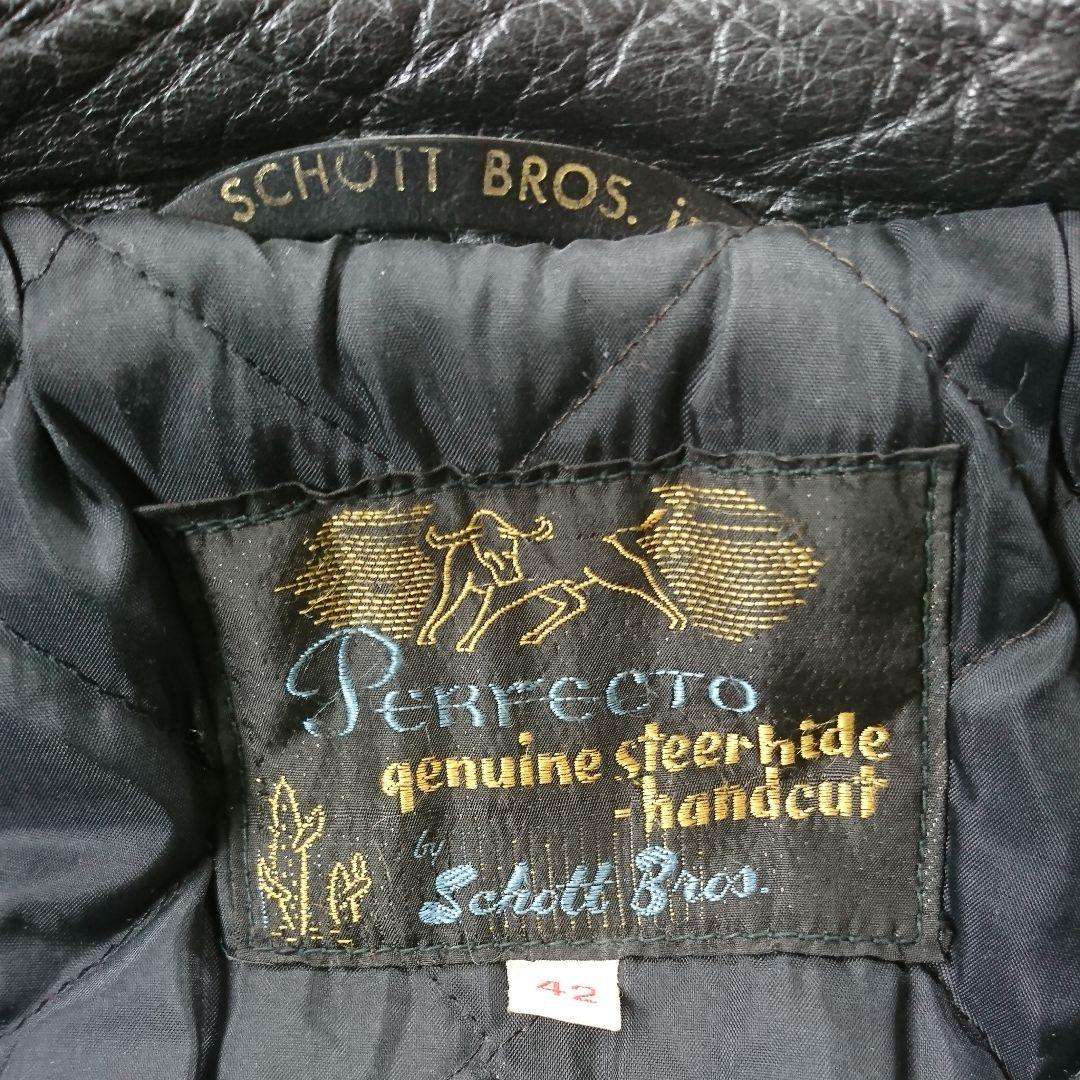 SCHOTT BROS.
PERFECTO
genuine steerhide
-handcut
by
Schott Bros.
42